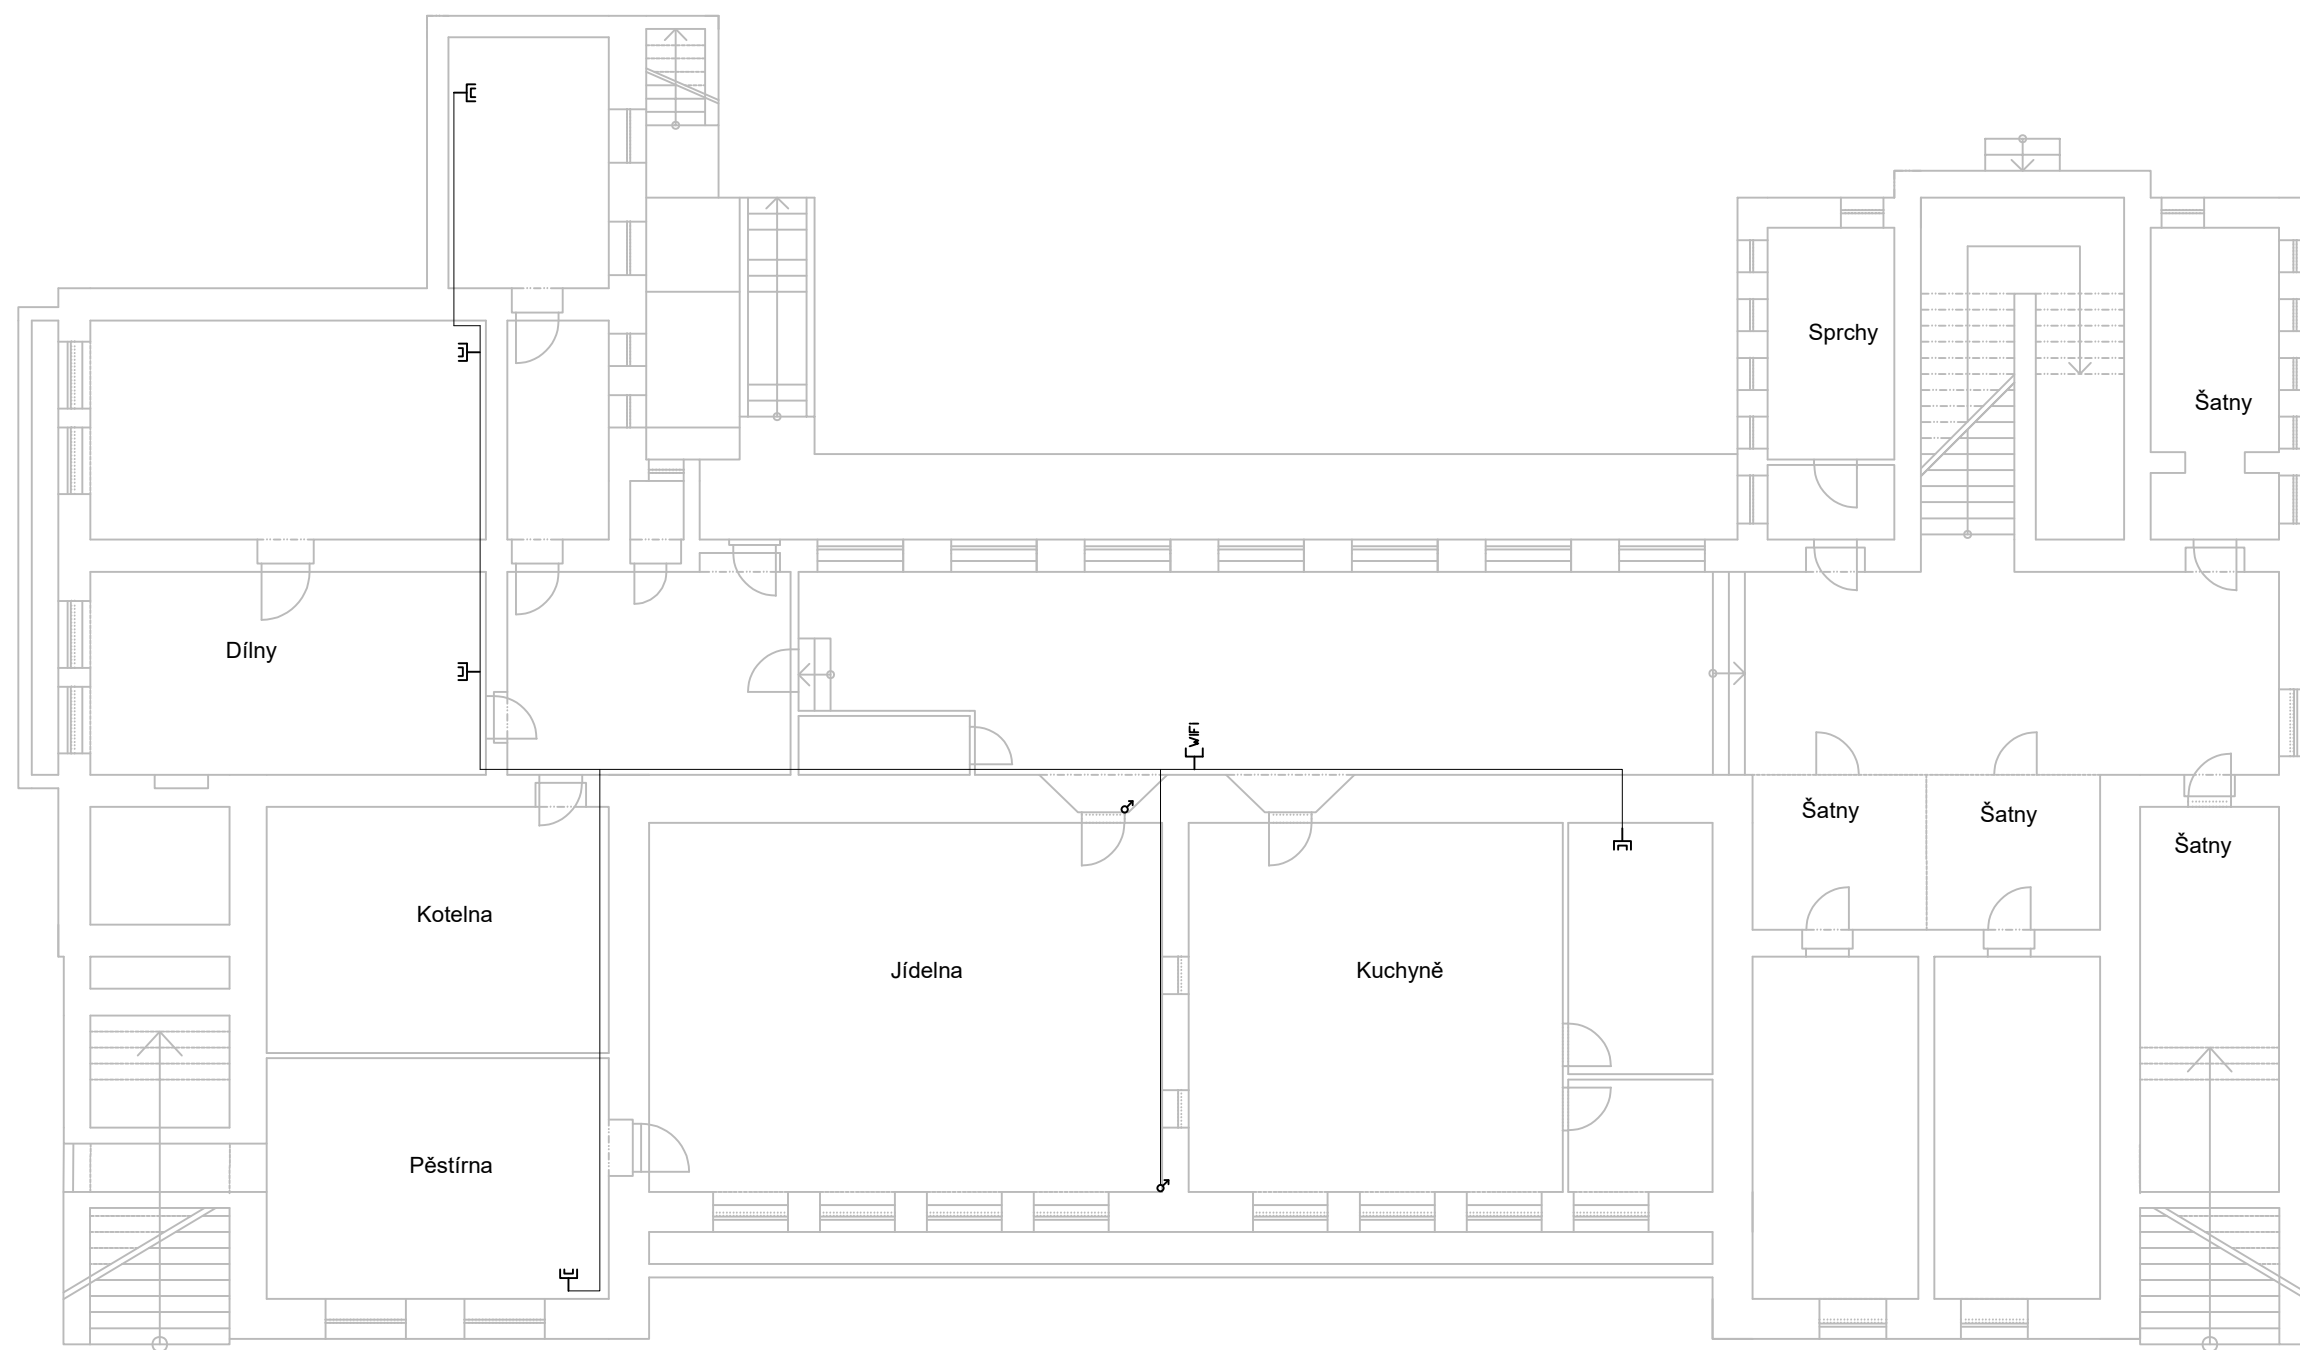 Sprchy
Šatny
Dílny
WIFI
Šatny
Šatny
Šatny
Kotelna
Jídelna
Kuchyně
Pěstírna